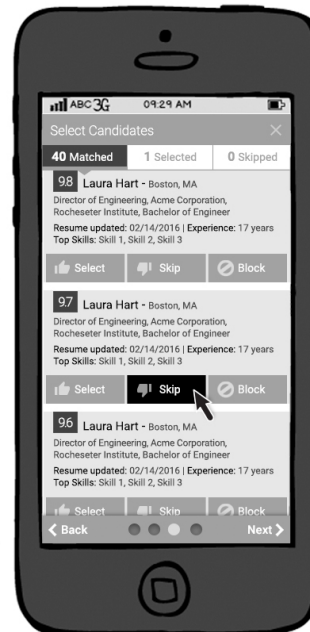 ABC 3G 09:29 AM
Select Candidates
40 Matched 1 Selected 0 Skipped
9.8 Laura Hart - Boston, MA
Director of Engineering, Acme Corporation,
Rocheseter Institute, Bachelor of Engineer
Resume updated: 02/14/2016 | Experience: 17 years
Top Skills: Skill 1, Skill 2, Skill 3
Select Skip Block
9.7 Laura Hart - Boston, MA
Director of Engineering, Acme Corporation,
Rocheseter Institute, Bachelor of Engineer
Resume updated: 02/14/2016 | Experience: 17 years
Top Skills: Skill 1, Skill 2, Skill 3
Select Skip Block
9.6 Laura Hart - Boston, MA
Director of Engineering, Acme Corporation,
Rocheseter Institute, Bachelor of Engineer
Resume updated: 02/14/2016 | Experience: 17 years
Top Skills: Skill 1, Skill 2, Skill 3
Select Skip Block
Back Next